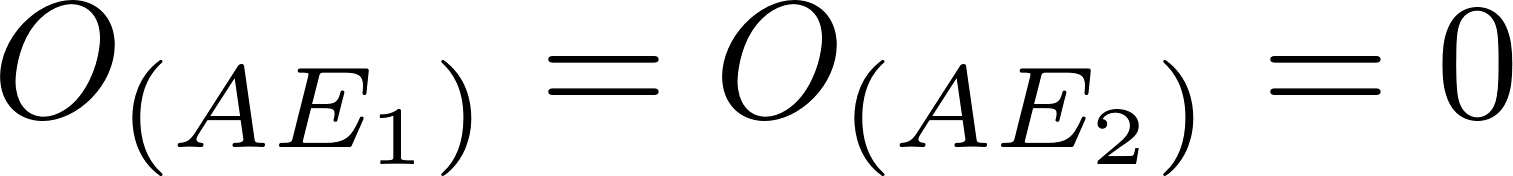 $O_{(AE_1)} = O_{(AE_2)} = 0$